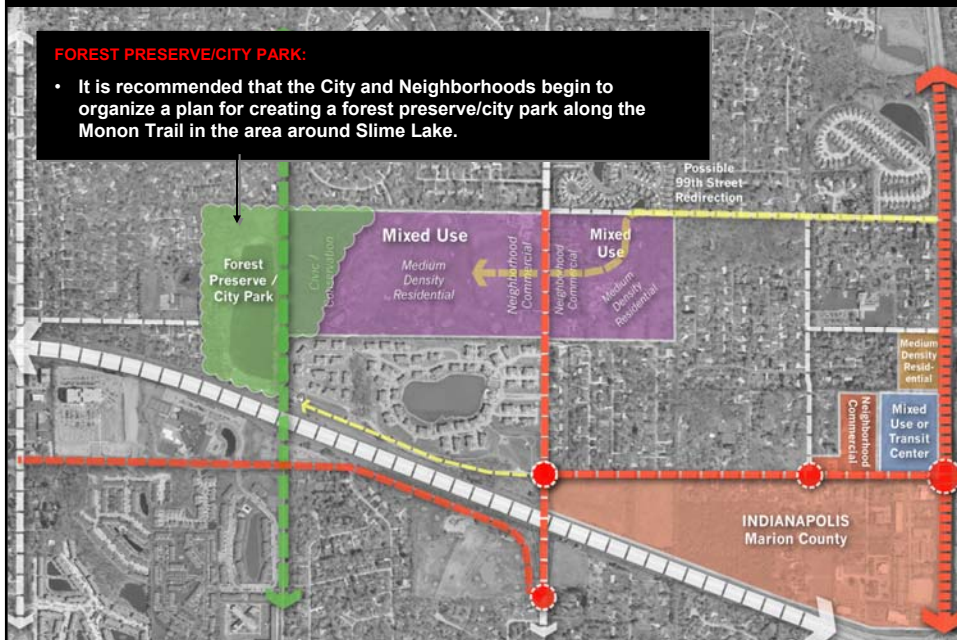 FOREST PRESERVE/CITY PARK:
• It is recommended that the City and Neighborhoods begin to
organize a plan for creating a forest preserve/city park along the
Monon Trail in the area around Slime Lake.
Possible
99th Street
Redirection
Forest
Preserve /
City Park
Civic /
Conservation
Mixed Use
Medium
Density
Residential
Neighborhood
Commercial
Neighborhood
Commercial
Mixed
Use
Medium
Density
Residential
Medium
Density
Resid-
ential
Neighborhood
Commercial
Mixed
Use or
Transit
Center
INDIANAPOLIS
Marion County